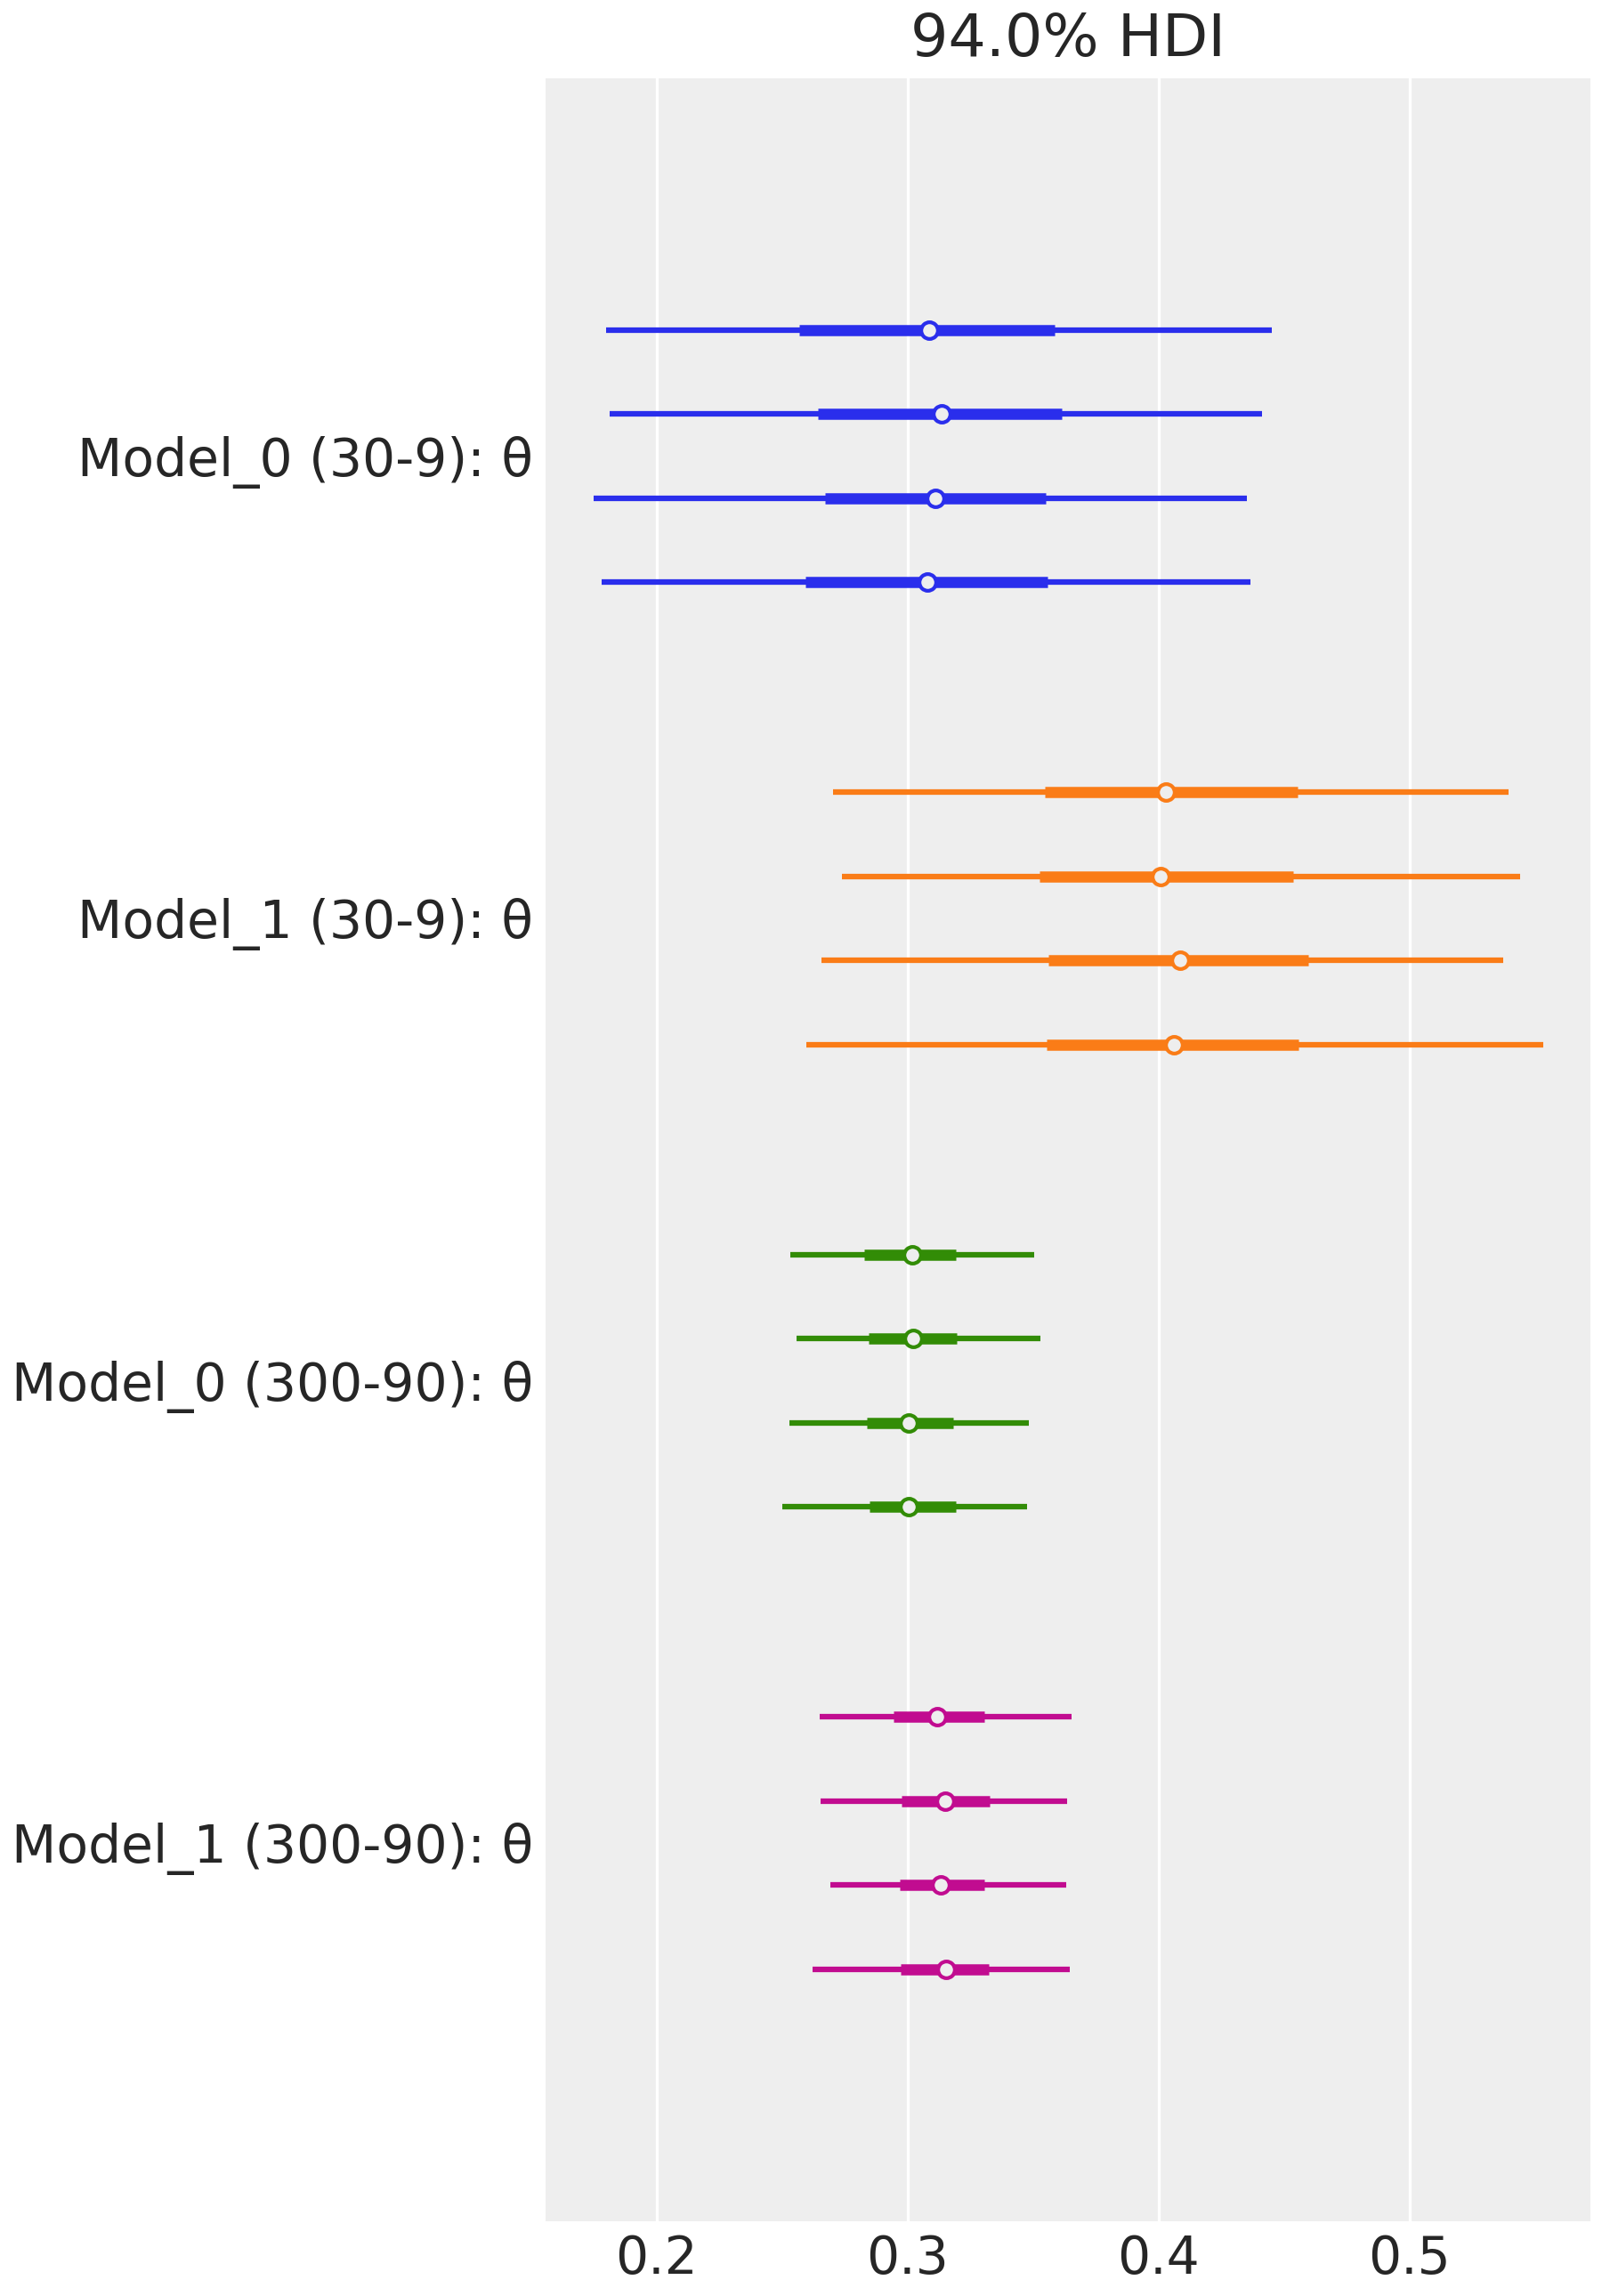 94.0% HDI
Model_0 (30-9): θ
Model_1 (30-9): θ
Model_0 (300-90): θ
Model_1 (300-90): θ
0.2 0.3 0.4 0.5